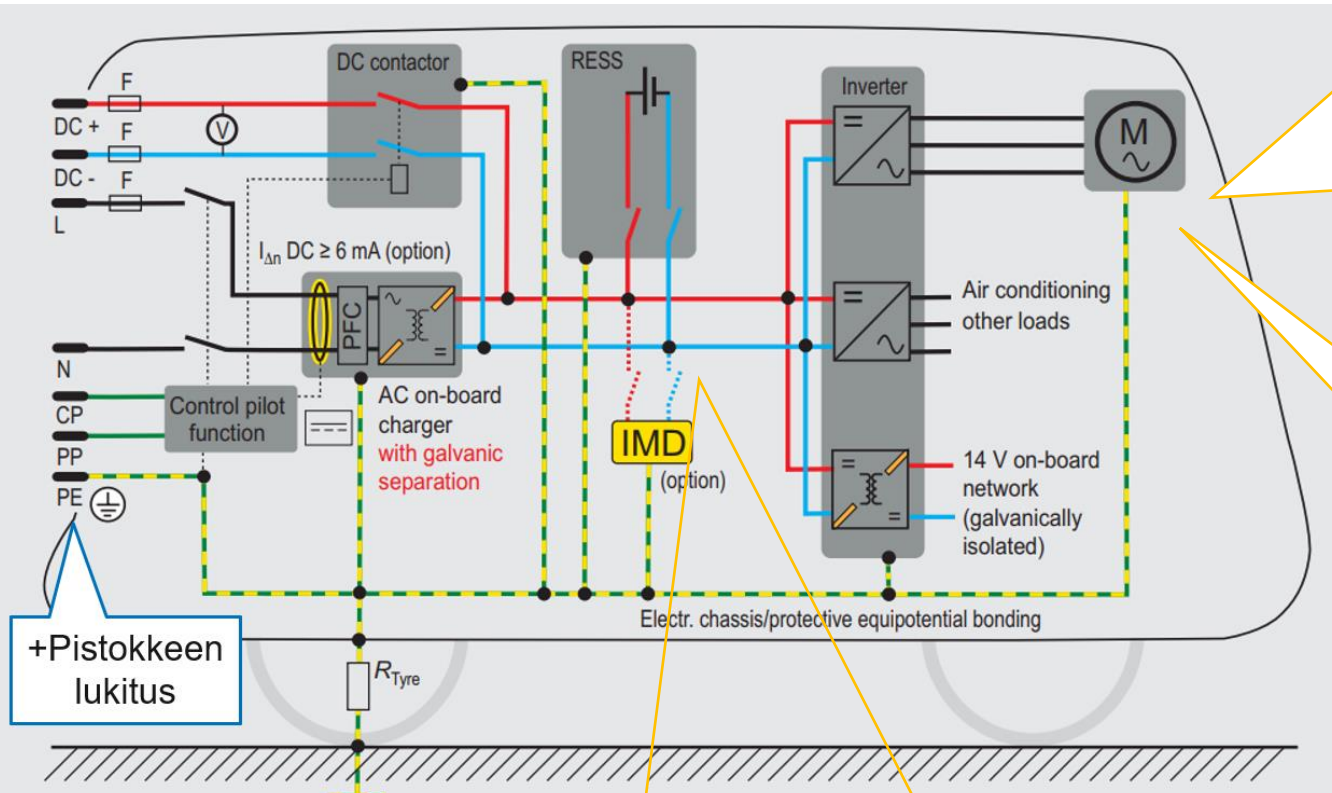 DC contactor
RESS
Inverter
F
DC +
F
V
DC -
F
L
M
I∆n DC ≥ 6 mA (option)
PFC
Air conditioning
other loads
N
CP
PP
PE
Control pilot
function
AC on-board
charger
with galvanic
separation
IMD
(option)
14 V on-board
network
(galvanically
isolated)
Electr. chassis/protective equipotential bonding
+Pistokkeen
lukitus
RTyre